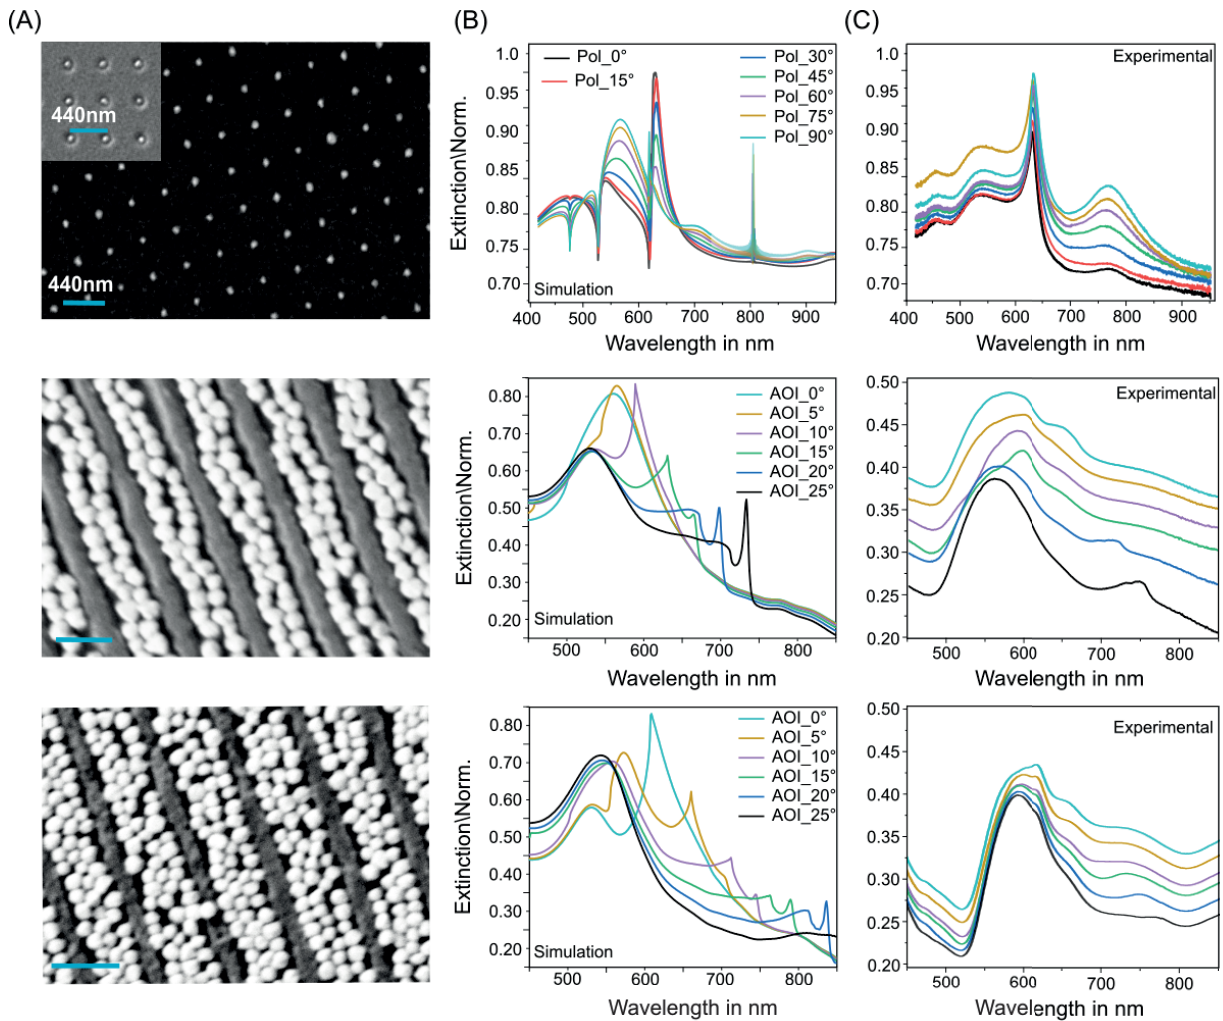 (A)
(B)
(C)
440nm
440nm
Extinction\Norm.
1.0
0.95
0.90
0.85
0.80
0.75
0.70
Pol_0°
Pol_15°
Pol_30°
Pol_45°
Pol_60°
Pol_75°
Pol_90°
Simulation
400 500 600 700 800 900
Wavelength in nm
Experimental
1.0
0.95
0.90
0.85
0.80
0.75
0.70
400 500 600 700 800 900
Wavelength in nm
Extinction\Norm.
0.80
0.70
0.60
0.50
0.40
0.30
0.20
AOI_0°
AOI_5°
AOI_10°
AOI_15°
AOI_20°
AOI_25°
Simulation
500 600 700 800
Wavelength in nm
Experimental
0.50
0.45
0.40
0.35
0.30
0.25
0.20
500 600 700 800
Wavelength in nm
Extinction\Norm.
0.80
0.70
0.60
0.50
0.40
0.30
0.20
AOI_0°
AOI_5°
AOI_10°
AOI_15°
AOI_20°
AOI_25°
Simulation
500 600 700 800
Wavelength in nm
Experimental
0.50
0.45
0.40
0.35
0.30
0.25
0.20
500 600 700 800
Wavelength in nm